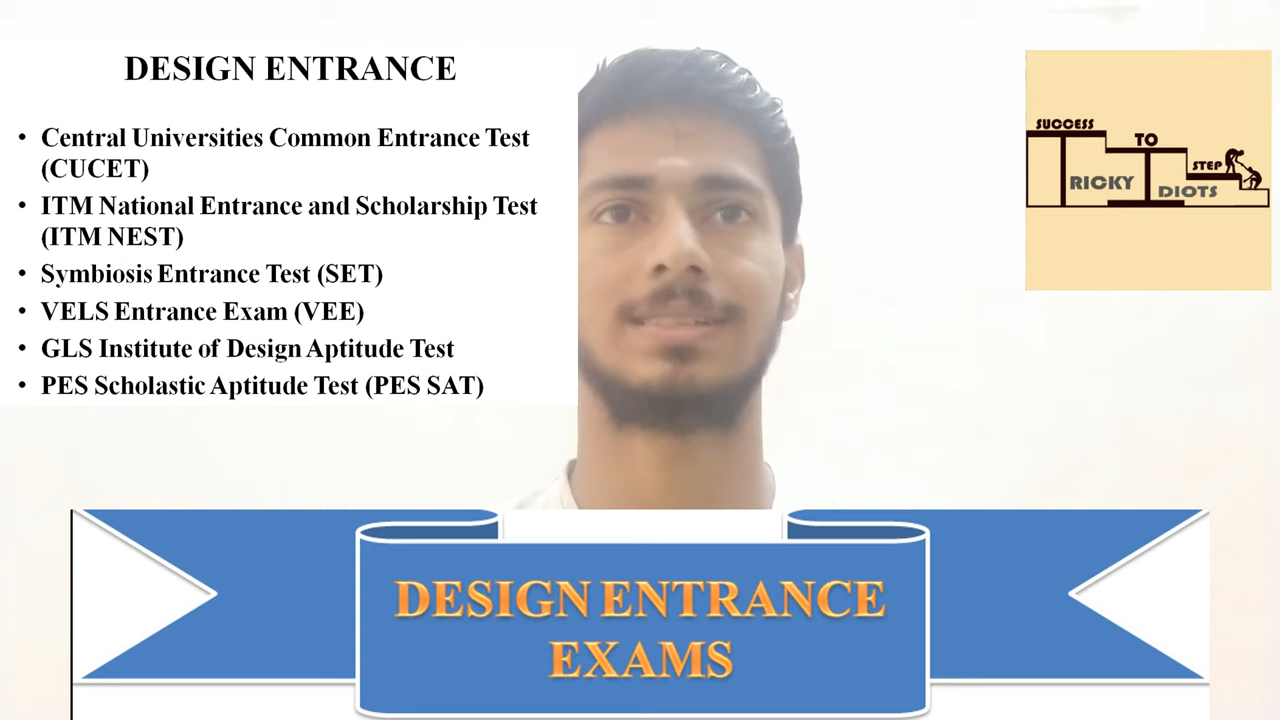 DESIGN ENTRANCE
• Central Universities Common Entrance Test
(CUCET)
• ITM National Entrance and Scholarship Test
(ITM NEST)
• Symbiosis Entrance Test (SET)
• VELS Entrance Exam (VEE)
• GLS Institute of Design Aptitude Test
• PES Scholastic Aptitude Test (PES SAT)
SUCCESS
TO
STEP
RICKY
DIOTS
DESIGN ENTRANCE
EXAMS